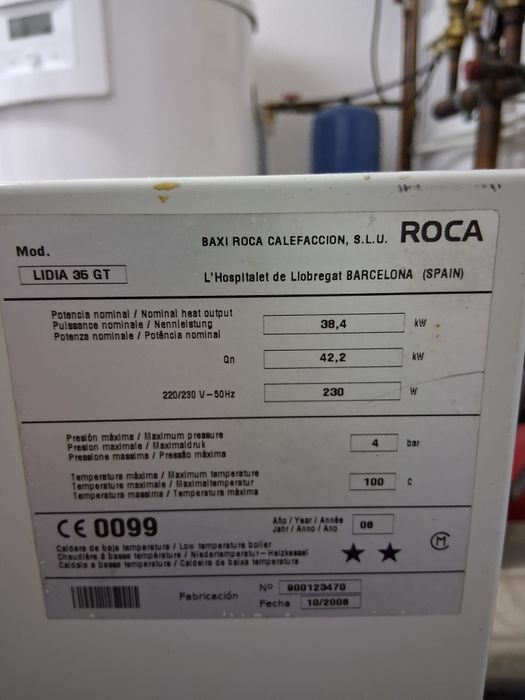 BAXI ROCA CALEFACCION, S.L.U. ROCA
Mod.
LIDIA 35 GT
L'Hospitalet de Llobregat BARCELONA (SPAIN)
Potencia nominal / Nominal heat output
Puissance nominale / Nennleistung
Potenza nominale / Potência nominal
38,4 kW
Qn 42,2 kW
220/230 V-50Hz 230 W
Presión máxima / Maximum pressure
Pression maximale / Maximaldruk
Pressione massima / Pressão máxima
4 bar
Temperatura máxima / Maximum temperature
Temperature maximale / Maximaltemperatur
Temperatura massima / Temperatura máxima
100 c
CE 0099
Año / Year / Année
Jahr / Anno / Ano
06
Caldera de baja temperatura / Low temperature boiler
Chaudière à basse température / Niedertemperatur-Heizkessel
Caldaia a bassa temperatura / Caldeira de baixa temperatura
★★
CM
Fabricación
Nº 900123470
Fecha 10/2006